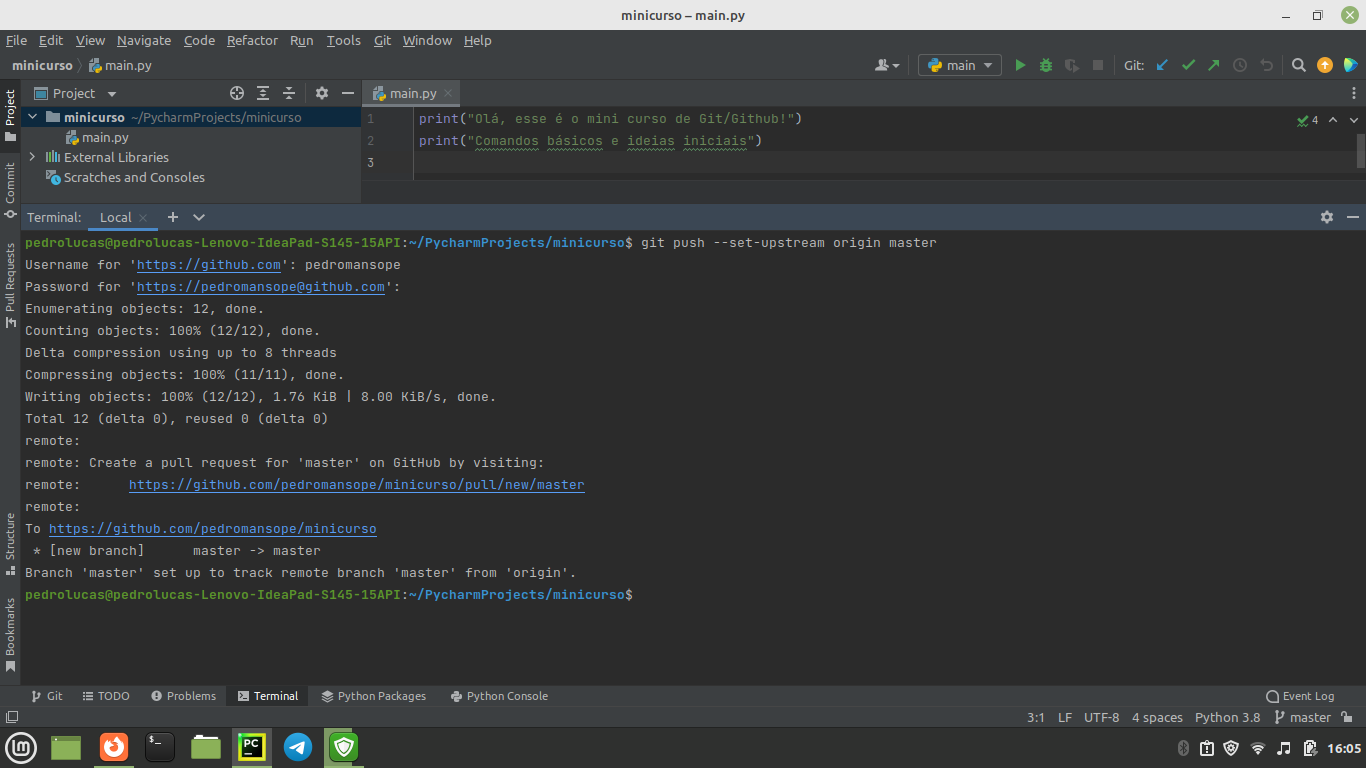 minicurso – main.py
File Edit View Navigate Code Refactor Run Tools Git Window Help
minicurso main.py main Git:
Project main.py
Project
Commit
Pull Requests
Structure
Bookmarks
minicurso ~/PycharmProjects/minicurso
main.py
External Libraries
Scratches and Consoles
1 print("Olá, esse é o mini curso de Git/Github!") 4
2 print("Comandos básicos e ideias iniciais")
3
Terminal: Local
pedrolucas@pedrolucas-Lenovo-IdeaPad-S145-15API:~/PycharmProjects/minicurso$ git push --set-upstream origin master
Username for 'https://github.com': pedromansope
Password for 'https://pedromansope@github.com':
Enumerating objects: 12, done.
Counting objects: 100% (12/12), done.
Delta compression using up to 8 threads
Compressing objects: 100% (11/11), done.
Writing objects: 100% (12/12), 1.76 KiB | 8.00 KiB/s, done.
Total 12 (delta 0), reused 0 (delta 0)
remote:
remote: Create a pull request for 'master' on GitHub by visiting:
remote:      https://github.com/pedromansope/minicurso/pull/new/master
remote:
To https://github.com/pedromansope/minicurso
 * [new branch]      master -> master
Branch 'master' set up to track remote branch 'master' from 'origin'.
pedrolucas@pedrolucas-Lenovo-IdeaPad-S145-15API:~/PycharmProjects/minicurso$
Git TODO Problems Terminal Python Packages Python Console Event Log
3:1 LF UTF-8 4 spaces Python 3.8 master
PC 16:05